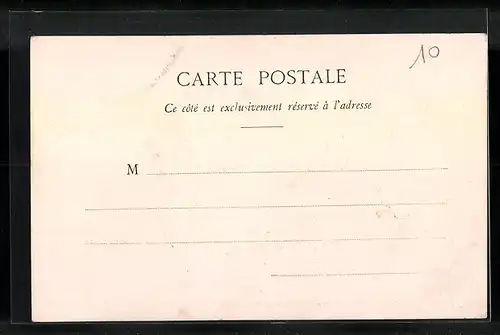 10
CARTE POSTALE
Ce côté est exclusivement réservé à l'adresse
M